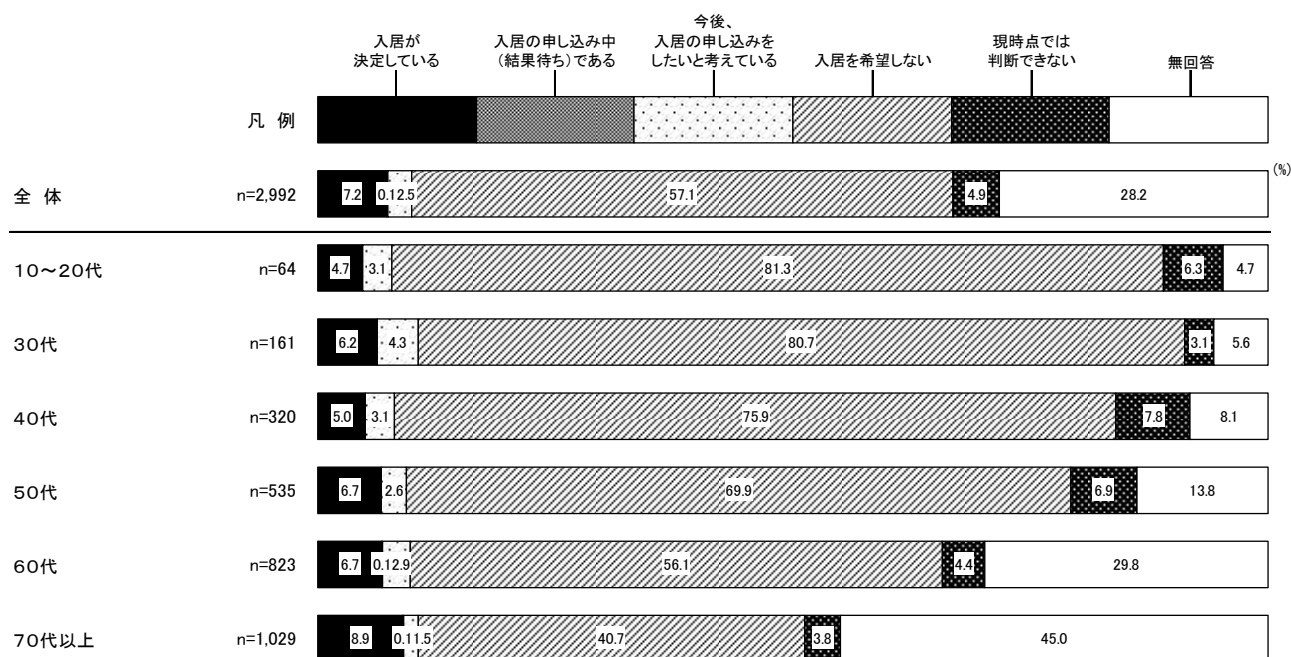 今後、
入居が
決定している
入居の申し込み中
（結果待ち）である
入居の申し込みを
したいと考えている
入居を希望しない
現時点では
判断できない
無回答
凡 例
(%)
全 体 n=2,992 7.2 0.1 2.5 57.1 4.9 28.2
10～20代 n=64 4.7 3.1 81.3 6.3 4.7
30代 n=161 6.2 4.3 80.7 3.1 5.6
40代 n=320 5.0 3.1 75.9 7.8 8.1
50代 n=535 6.7 2.6 69.9 6.9 13.8
60代 n=823 6.7 0.1 2.9 56.1 4.4 29.8
70代以上 n=1,029 8.9 0.1 1.5 40.7 3.8 45.0